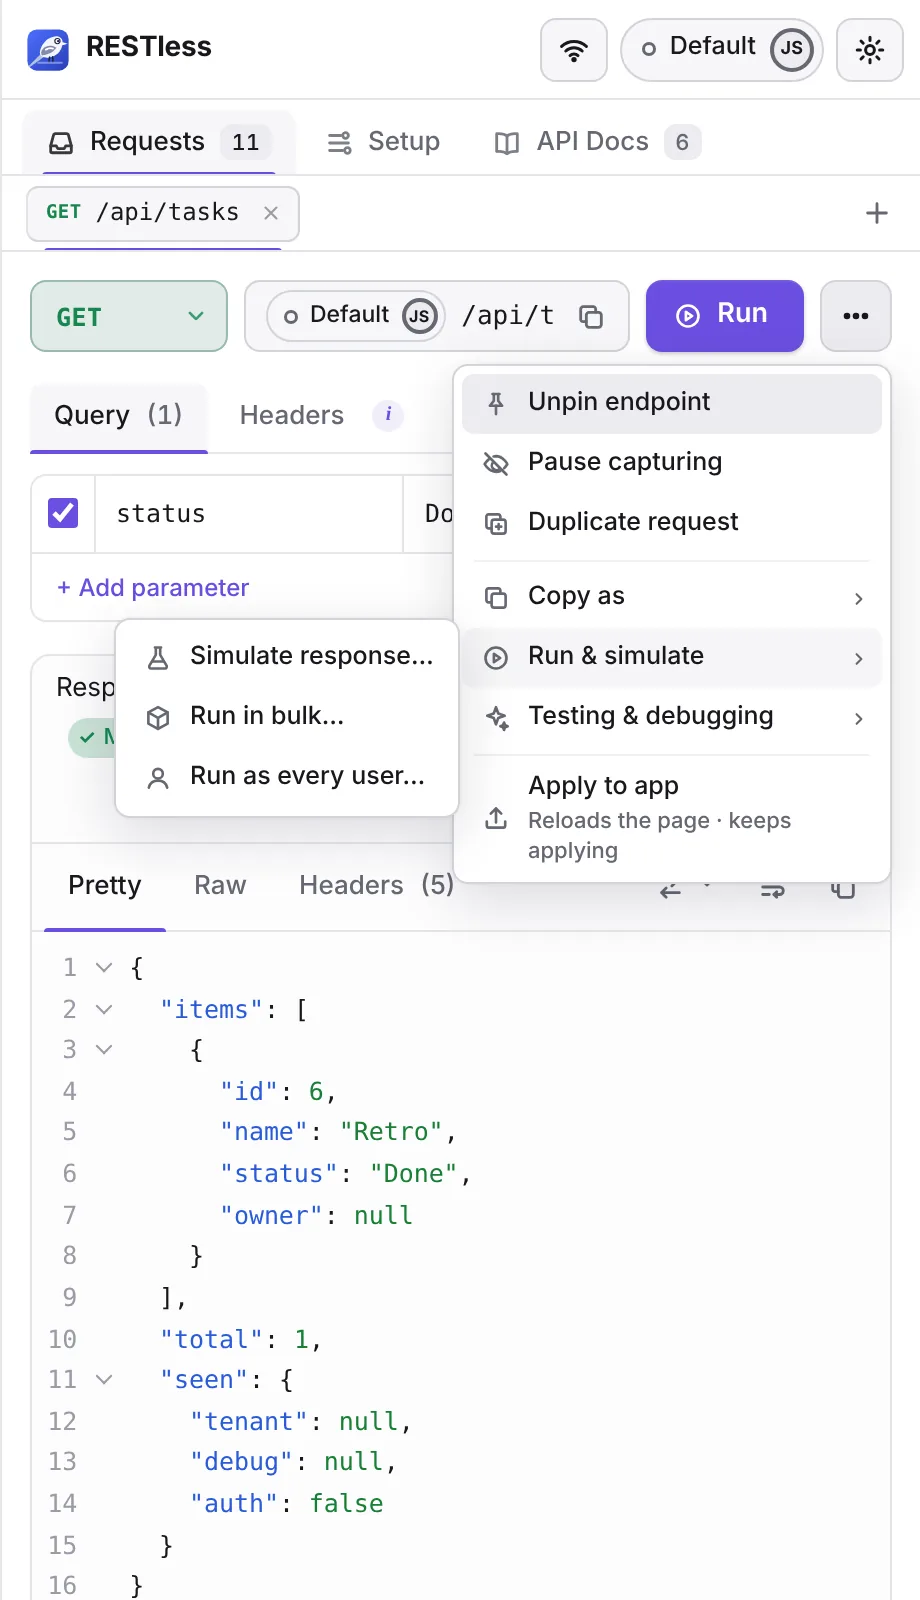 RESTless
Default JS
Requests 11
Setup
API Docs 6
GET /api/tasks
GET
Default JS /api/t
Run
Query (1)
Headers i
Unpin endpoint
Pause capturing
Duplicate request
Copy as
Run & simulate
Testing & debugging
Apply to app
Reloads the page · keeps
applying
status
Do
+ Add parameter
Simulate response...
Run in bulk...
Run as every user...
Resp
Pretty
Raw
Headers (5)
1 {
2 "items": [
3 {
4 "id": 6,
5 "name": "Retro",
6 "status": "Done",
7 "owner": null
8 }
9 ],
10 "total": 1,
11 "seen": {
12 "tenant": null,
13 "debug": null,
14 "auth": false
15 }
16 }